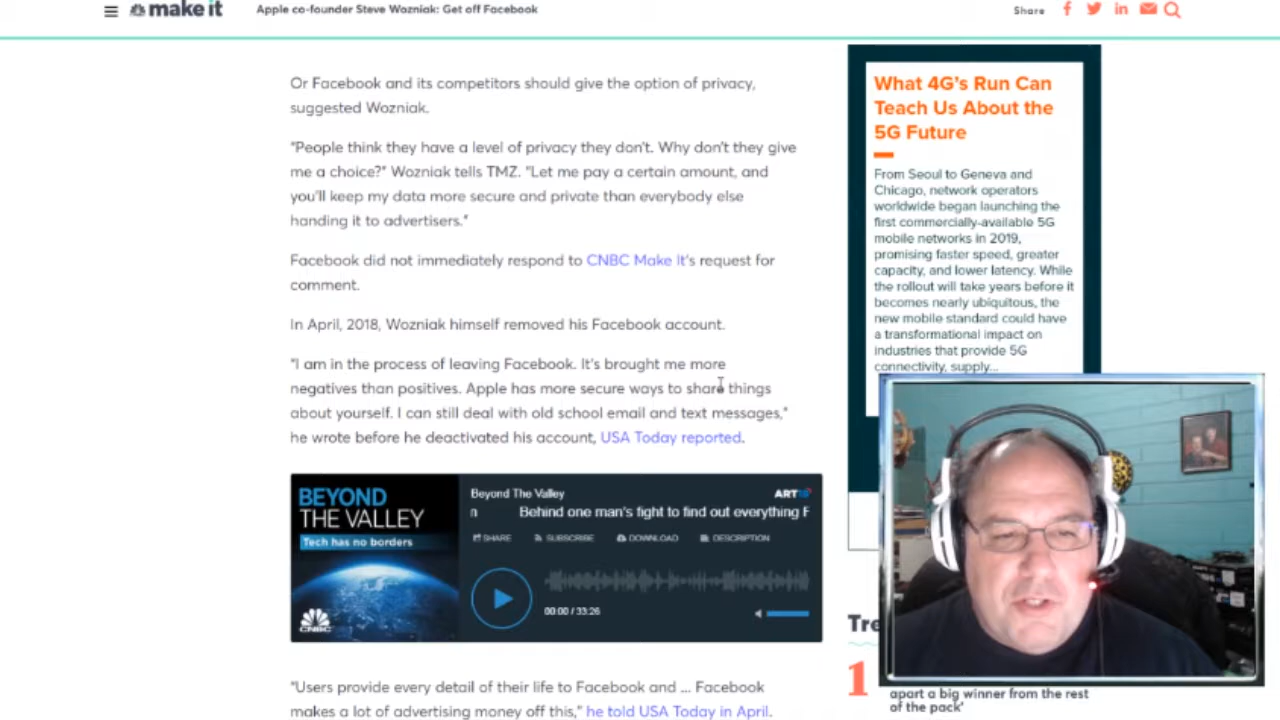 make it
Apple co-founder Steve Wozniak: Get off Facebook
Share
Or Facebook and its competitors should give the option of privacy,
suggested Wozniak.
"People think they have a level of privacy they don't. Why don't they give
me a choice?" Wozniak tells TMZ. "Let me pay a certain amount, and
you'll keep my data more secure and private than everybody else
handing it to advertisers."
Facebook did not immediately respond to CNBC Make It's request for
comment.
In April, 2018, Wozniak himself removed his Facebook account.
"I am in the process of leaving Facebook. It's brought me more
negatives than positives. Apple has more secure ways to share things
about yourself. I can still deal with old school email and text messages,"
he wrote before he deactivated his account, USA Today reported.
BEYOND
THE VALLEY
Tech has no borders
CNBC
Beyond The Valley
n Behind one man's fight to find out everything F
SHARE SUBSCRIBE DOWNLOAD DESCRIPTION
00:00 / 33:26
"Users provide every detail of their life to Facebook and ... Facebook
makes a lot of advertising money off this," he told USA Today in April.
What 4G's Run Can
Teach Us About the
5G Future
From Seoul to Geneva and
Chicago, network operators
worldwide began launching the
first commercially-available 5G
mobile networks in 2019,
promising faster speed, greater
capacity, and lower latency. While
the rollout will take years before it
becomes nearly ubiquitous, the
new mobile standard could have
a transformational impact on
industries that provide 5G
connectivity, supply...
Tre
1
apart a big winner from the rest
of the pack'